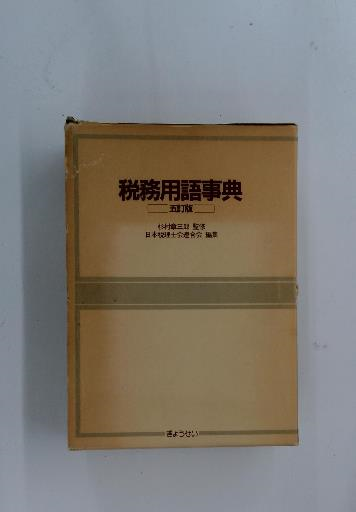 税務用語事典
五訂版
杉村章三郎 監修
日本税理士会連合会 編集
ぎょうせい